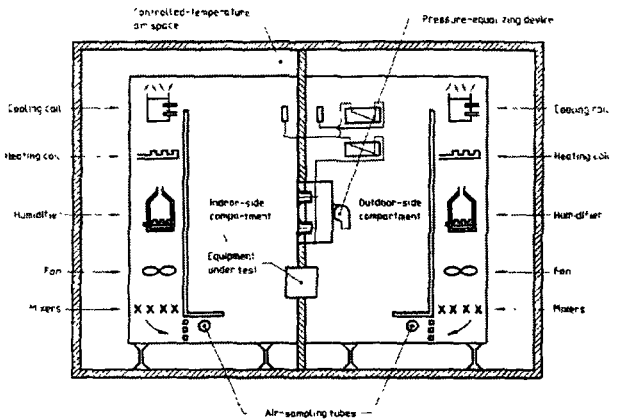 Controlled-temperature
air space
Pressure-equalizing device
Cooling coil
Heating coil
Humidifier
Fan
Mixers
Indoor-side
compartment
Equipment
under test
Outdoor-side
compartment
Cooling coil
Heating coil
Humidifier
Fan
Mixers
Air-sampling tubes